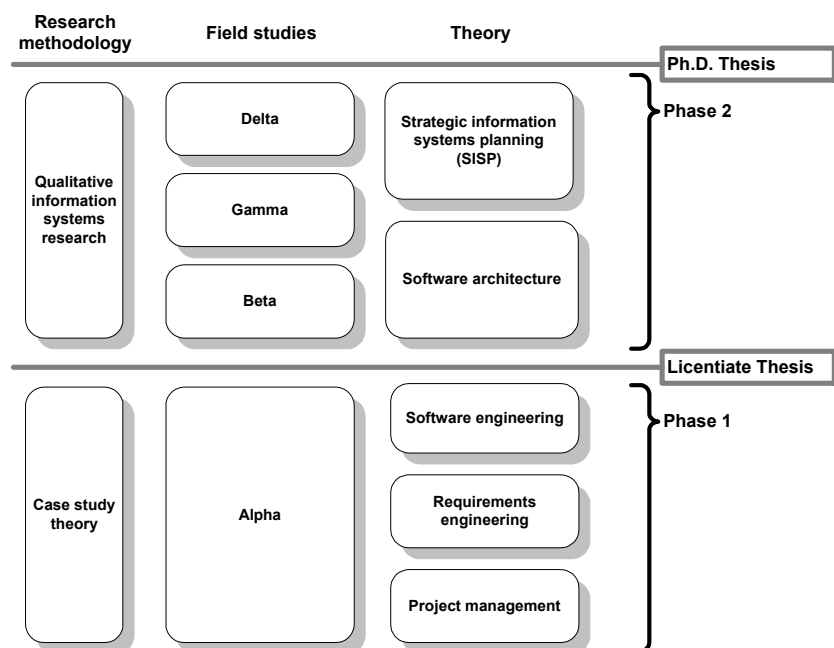 Research
methodology
Field studies
Theory
Ph.D. Thesis
Phase 2
Qualitative
information
systems
research
Delta
Gamma
Beta
Strategic information
systems planning
(SISP)
Software architecture
Licentiate Thesis
Phase 1
Case study
theory
Alpha
Software engineering
Requirements
engineering
Project management